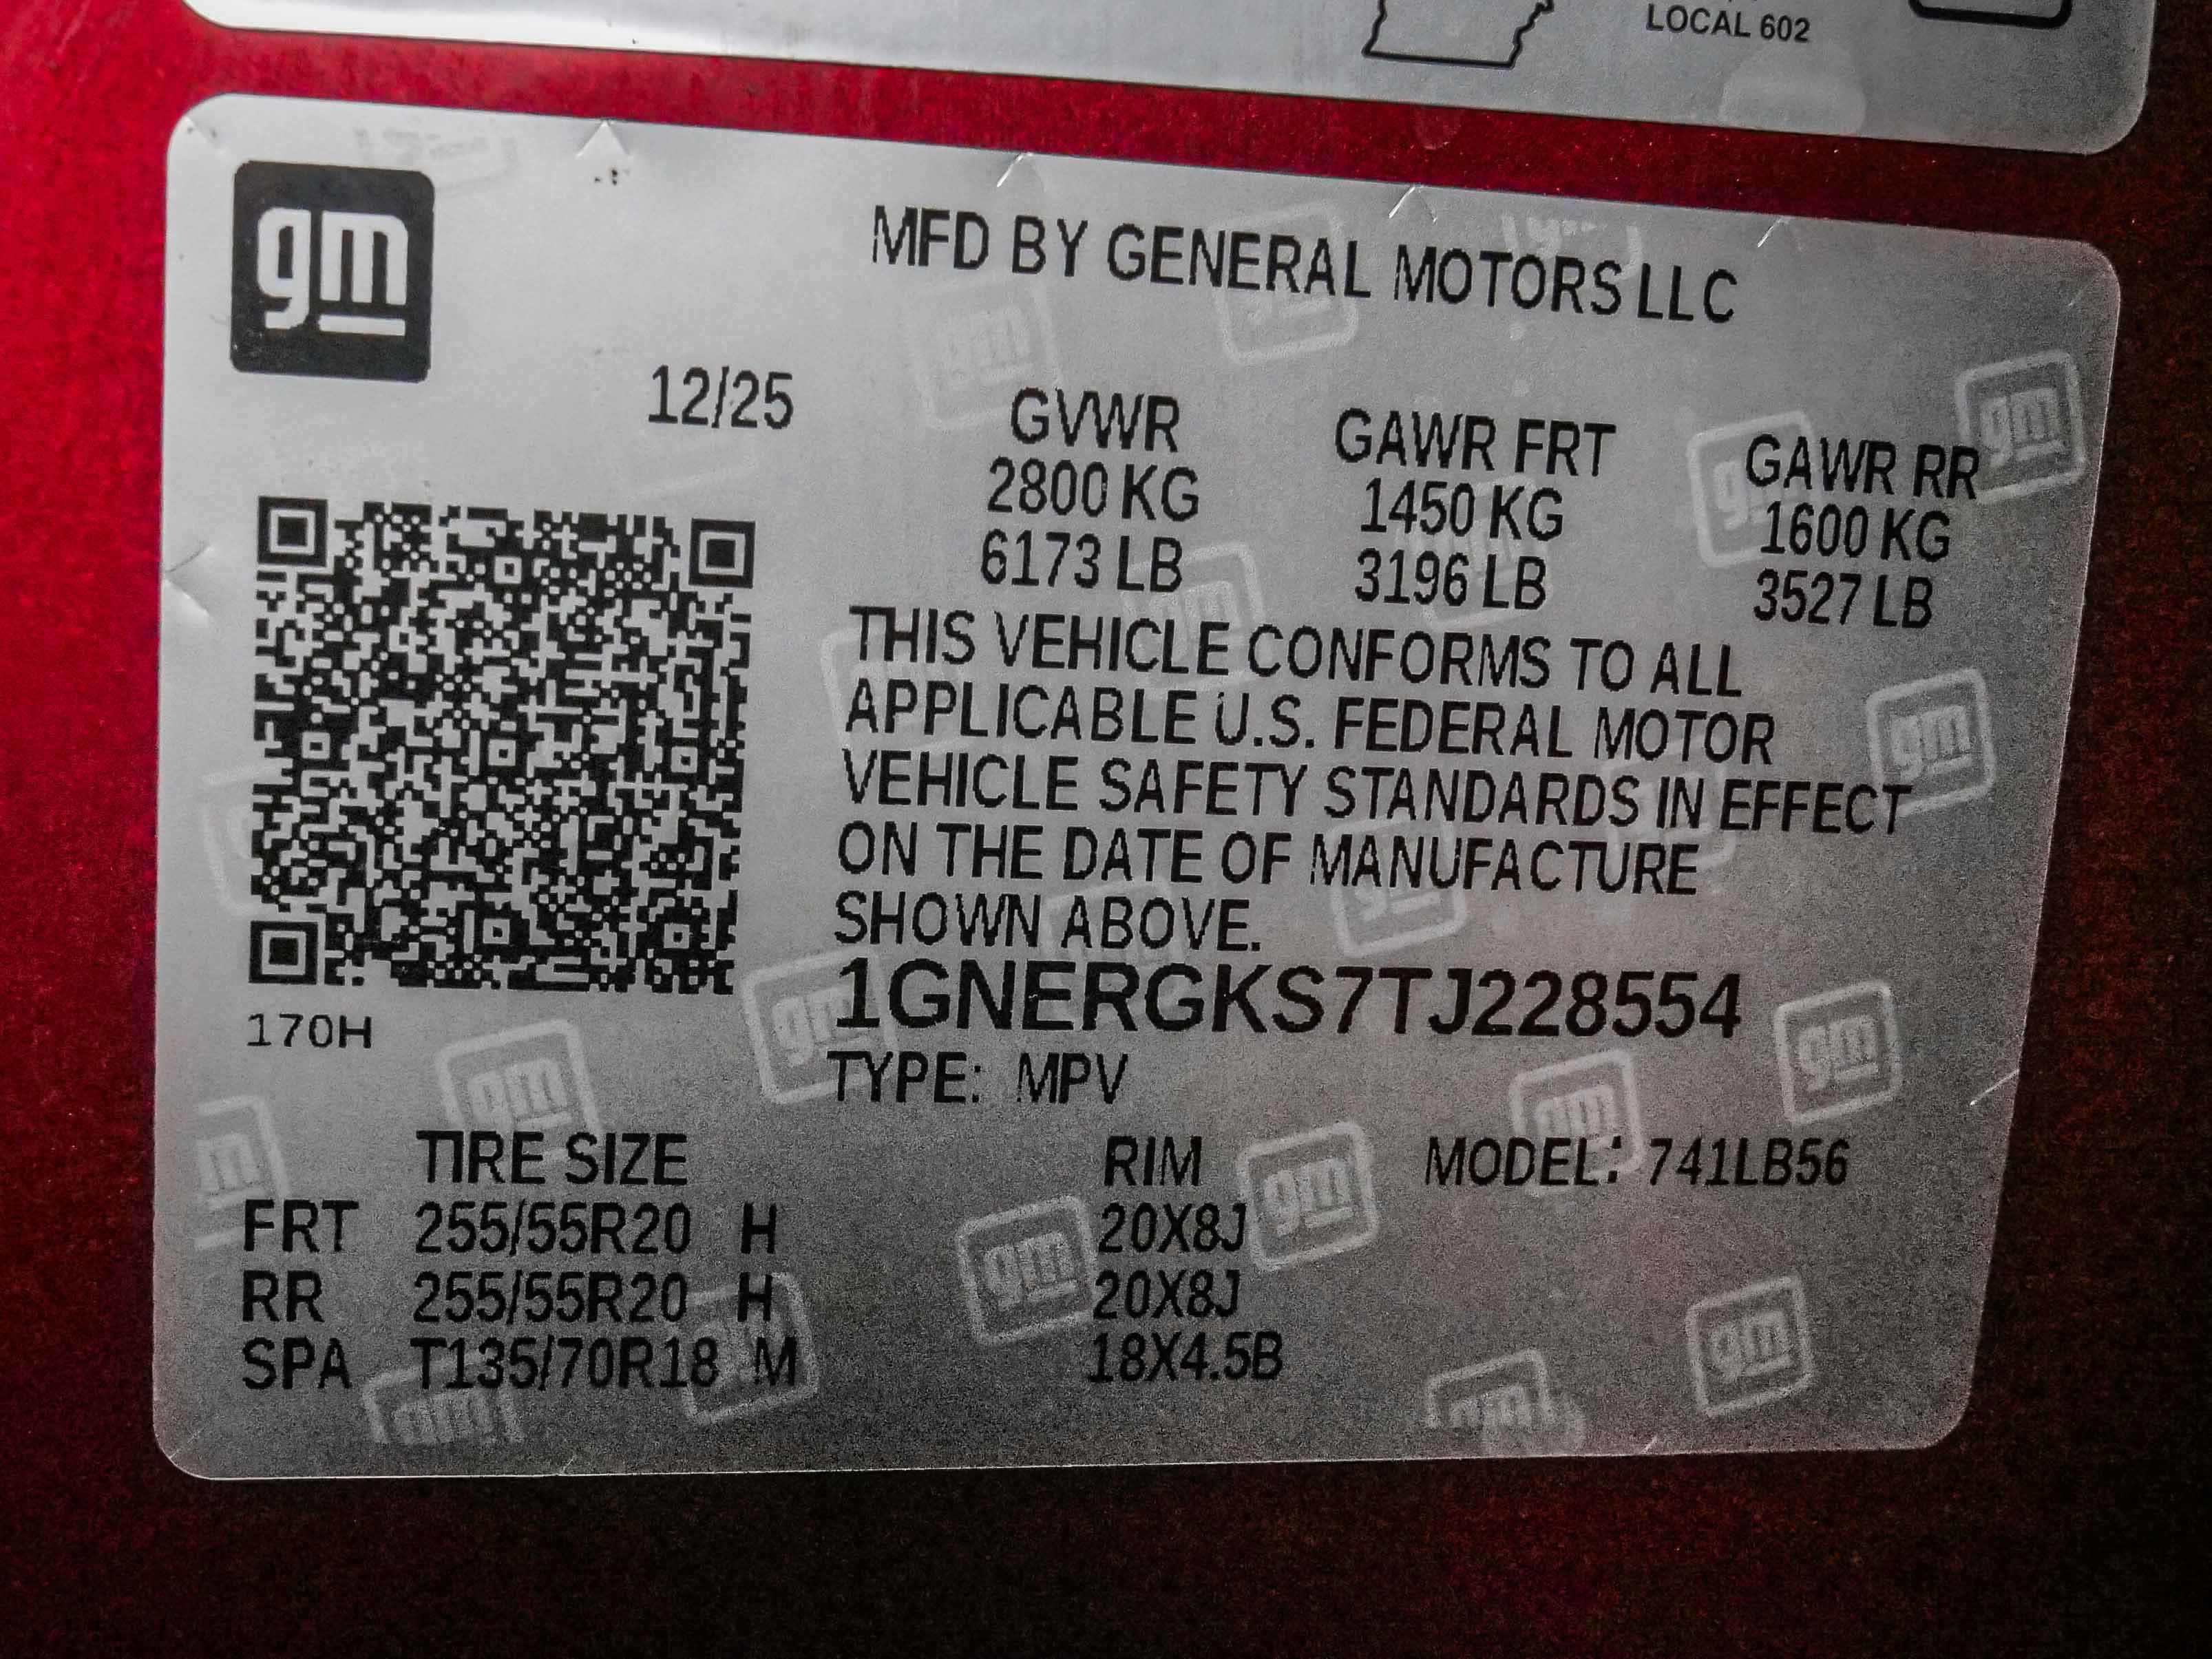 LOCAL 602
gm
MFD BY GENERAL MOTORS LLC
12/25
GVWR GAWR FRT GAWR RR
2800 KG 1450 KG 1600 KG
6173 LB 3196 LB 3527 LB
THIS VEHICLE CONFORMS TO ALL
APPLICABLE U.S. FEDERAL MOTOR
VEHICLE SAFETY STANDARDS IN EFFECT
ON THE DATE OF MANUFACTURE
SHOWN ABOVE.
1GNERGKS7TJ228554
170H
TYPE: MPV
TIRE SIZE RIM MODEL: 741LB56
FRT 255/55R20 H 20X8J
RR 255/55R20 H 20X8J
SPA T135/70R18 M 18X4.5B